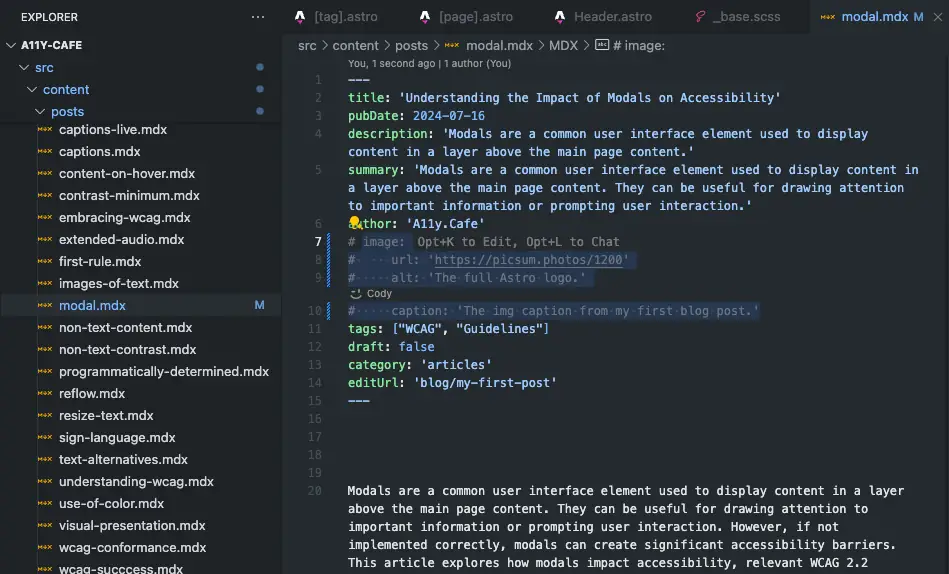 EXPLORER
[tag].astro
[page].astro
Header.astro
_base.scss
modal.mdx M
A11Y-CAFE
src
content
posts
captions-live.mdx
captions.mdx
content-on-hover.mdx
contrast-minimum.mdx
embracing-wcag.mdx
extended-audio.mdx
first-rule.mdx
images-of-text.mdx
modal.mdx M
non-text-content.mdx
non-text-contrast.mdx
programmatically-determined.mdx
reflow.mdx
resize-text.mdx
sign-language.mdx
text-alternatives.mdx
understanding-wcag.mdx
use-of-color.mdx
visual-presentation.mdx
wcag-conformance.mdx
wcag-succcess.mdx
src > content > posts > modal.mdx > MDX > # image:
You, 1 second ago | 1 author (You)
1 ---
2 title: 'Understanding the Impact of Modals on Accessibility'
3 pubDate: 2024-07-16
4 description: 'Modals are a common user interface element used to display
content in a layer above the main page content.'
5 summary: 'Modals are a common user interface element used to display content in
a layer above the main page content. They can be useful for drawing attention
to important information or prompting user interaction.'
6 author: 'A11y.Cafe'
7 # image: Opt+K to Edit, Opt+L to Chat
8 # url: 'https://picsum.photos/1200'
9 # alt: 'The full Astro logo.'
Cody
10 # caption: 'The img caption from my first blog post.'
11 tags: ["WCAG", "Guidelines"]
12 draft: false
13 category: 'articles'
14 editUrl: 'blog/my-first-post'
15 ---
16
17
18
19
20 Modals are a common user interface element used to display content in a layer
above the main page content. They can be useful for drawing attention to
important information or prompting user interaction. However, if not
implemented correctly, modals can create significant accessibility barriers.
This article explores how modals impact accessibility, relevant WCAG 2.2